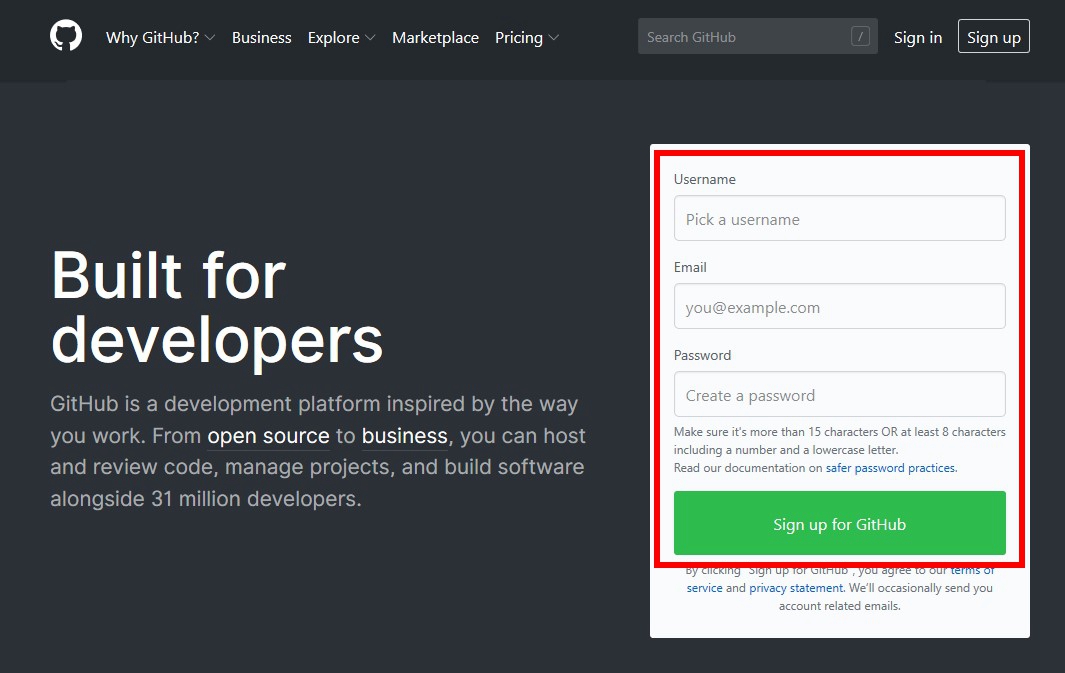 Why GitHub? Business Explore Marketplace Pricing Search GitHub / Sign in Sign up
Built for
developers
GitHub is a development platform inspired by the way
you work. From open source to business, you can host
and review code, manage projects, and build software
alongside 31 million developers.
Username
Pick a username
Email
you@example.com
Password
Create a password
Make sure it's more than 15 characters OR at least 8 characters
including a number and a lowercase letter.
Read our documentation on safer password practices.
Sign up for GitHub
By clicking "Sign up for GitHub", you agree to our terms of
service and privacy statement. We'll occasionally send you
account related emails.